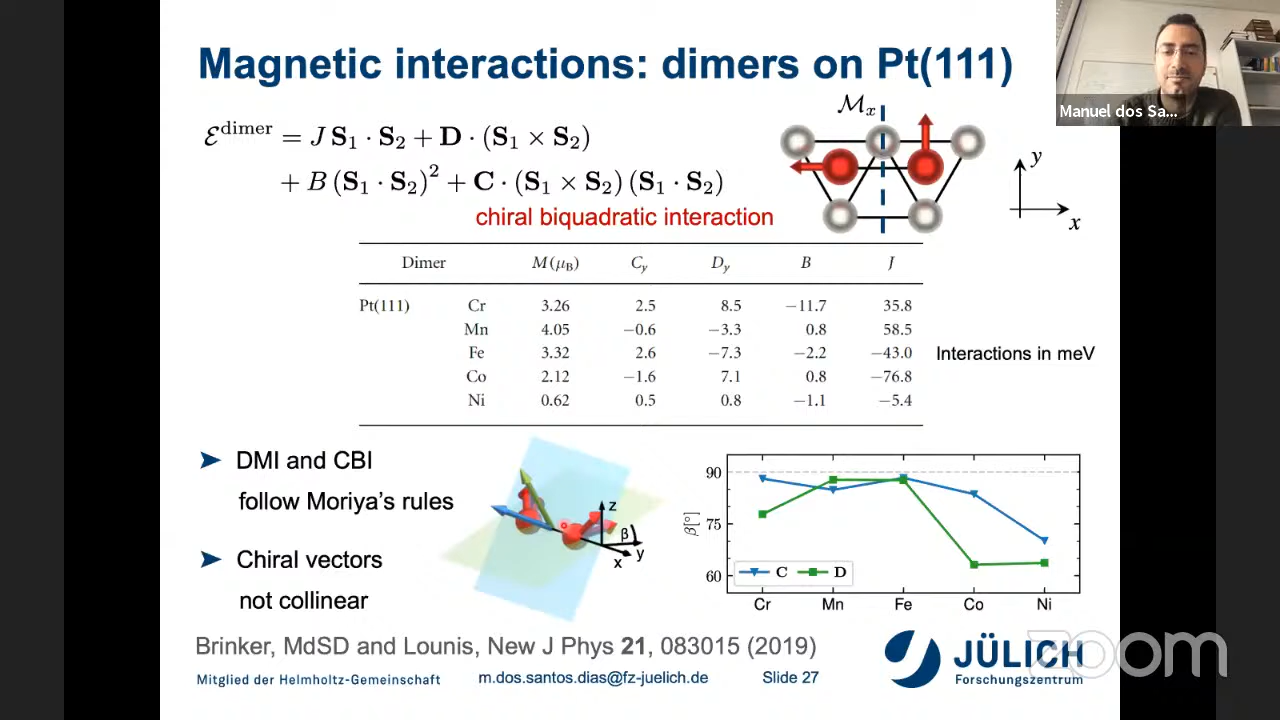 Magnetic interactions: dimers on Pt(111)
Manuel dos Sa...
ℰ^dimer = J S₁ · S₂ + D · (S₁ × S₂)
+ B (S₁ · S₂)² + C · (S₁ × S₂) (S₁ · S₂)
chiral biquadratic interaction
ℳₓ
y
x
Dimer M(μ_B) C_y D_y B J
Pt(111) Cr 3.26 2.5 8.5 −11.7 35.8
Mn 4.05 −0.6 −3.3 0.8 58.5
Fe 3.32 2.6 −7.3 −2.2 −43.0
Co 2.12 −1.6 7.1 0.8 −76.8
Ni 0.62 0.5 0.8 −1.1 −5.4
Interactions in meV
➤ DMI and CBI
follow Moriya's rules
➤ Chiral vectors
not collinear
z
β
y
x
β[°]
90
75
60
C D
Cr Mn Fe Co Ni
Brinker, MdSD and Lounis, New J Phys 21, 083015 (2019)
Mitglied der Helmholtz-Gemeinschaft m.dos.santos.dias@fz-juelich.de Slide 27
JÜLICH
Forschungszentrum
zoom